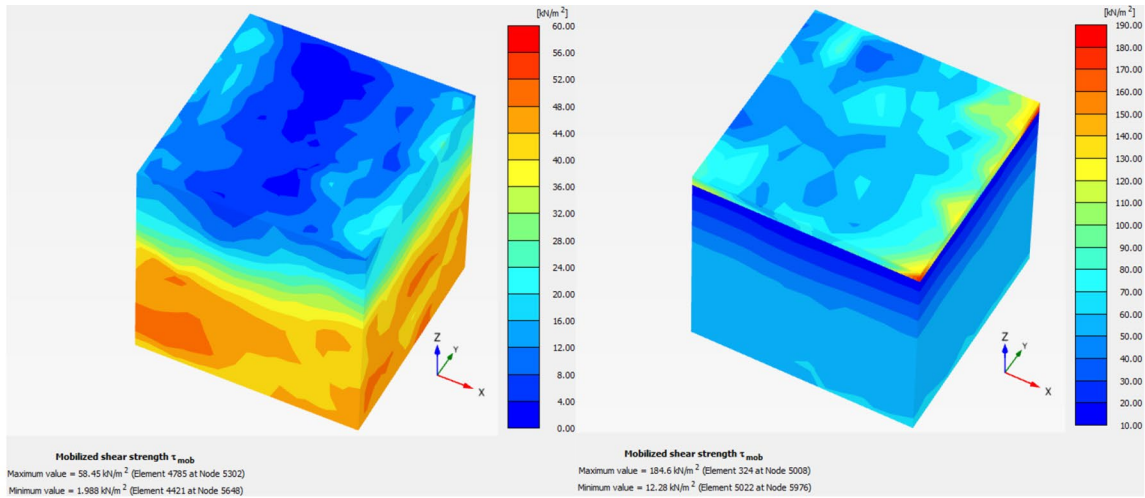 [kN/m²]
60.00
56.00
52.00
48.00
44.00
40.00
36.00
32.00
28.00
24.00
20.00
16.00
12.00
8.00
4.00
0.00
Z
Y
X
Mobilized shear strength τmob
Maximum value = 58.45 kN/m² (Element 4785 at Node 5302)
Minimum value = 1.988 kN/m² (Element 4421 at Node 5648)
[kN/m²]
190.00
180.00
170.00
160.00
150.00
140.00
130.00
120.00
110.00
100.00
90.00
80.00
70.00
60.00
50.00
40.00
30.00
20.00
10.00
Z
Y
X
Mobilized shear strength τmob
Maximum value = 184.6 kN/m² (Element 324 at Node 5008)
Minimum value = 12.28 kN/m² (Element 5022 at Node 5976)